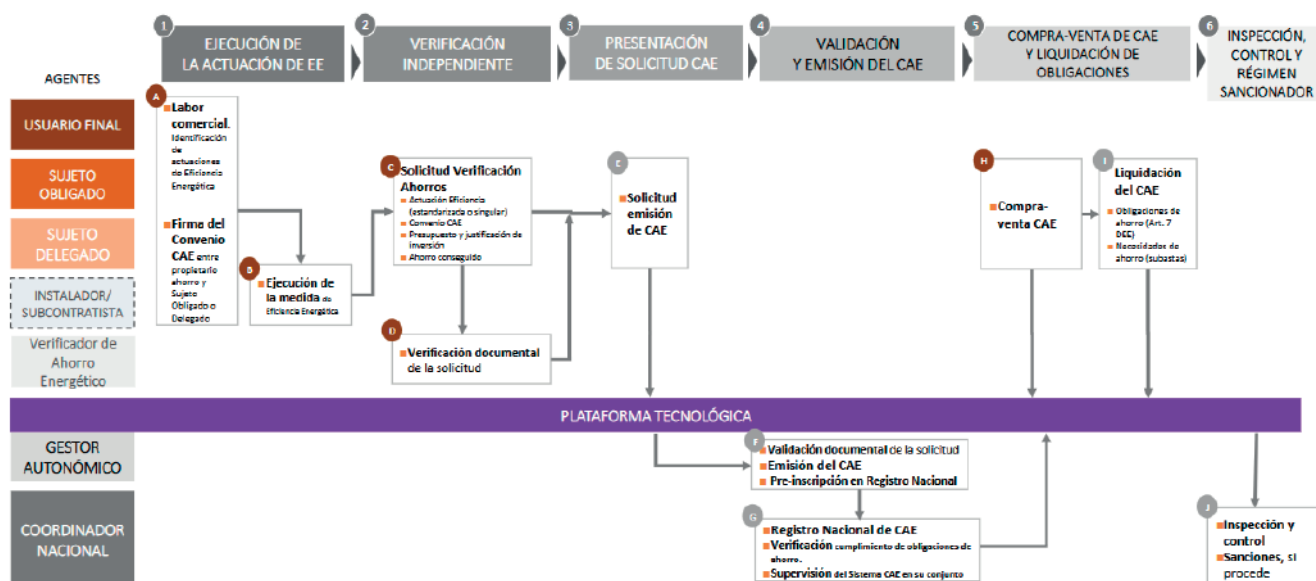 1
EJECUCIÓN DE
LA ACTUACIÓN DE EE
2
VERIFICACIÓN
INDEPENDIENTE
3
PRESENTACIÓN
DE SOLICITUD CAE
4
VALIDACIÓN
Y EMISIÓN DEL CAE
5
COMPRA-VENTA DE CAE
Y LIQUIDACIÓN DE
OBLIGACIONES
6
INSPECCIÓN,
CONTROL Y
RÉGIMEN
SANCIONADOR
AGENTES
USUARIO FINAL
SUJETO
OBLIGADO
SUJETO
DELEGADO
INSTALADOR/
SUBCONTRATISTA
Verificador de
Ahorro
Energético
A
Labor
comercial.
Identificación
de
actuaciones
de Eficiencia
Energética
Firma del
Convenio
CAE entre
propietario
ahorro y
Sujeto
Obligado o
Delegado
B
Ejecución de
la medida de
Eficiencia Energética
C
Solicitud Verificación
Ahorros
Actuación Eficiencia
(estandarizada o singular)
Convenio CAE
Presupuesto y justificación de
inversión
Ahorro conseguido
D
Verificación documental
de la solicitud
E
Solicitud
emisión
de CAE
H
Compra-
venta CAE
I
Liquidación
del CAE
Obligaciones de
ahorro (Art. 7
DEE)
Necesidades de
ahorro (subastas)
PLATAFORMA TECNOLÓGICA
GESTOR
AUTONÓMICO
COORDINADOR
NACIONAL
F
Validación documental de la solicitud
Emisión del CAE
Pre-inscripción en Registro Nacional
G
Registro Nacional de CAE
Verificación cumplimiento de obligaciones de
ahorro.
Supervisión del Sistema CAE en su conjunto
J
Inspección y
control
Sanciones, si
procede